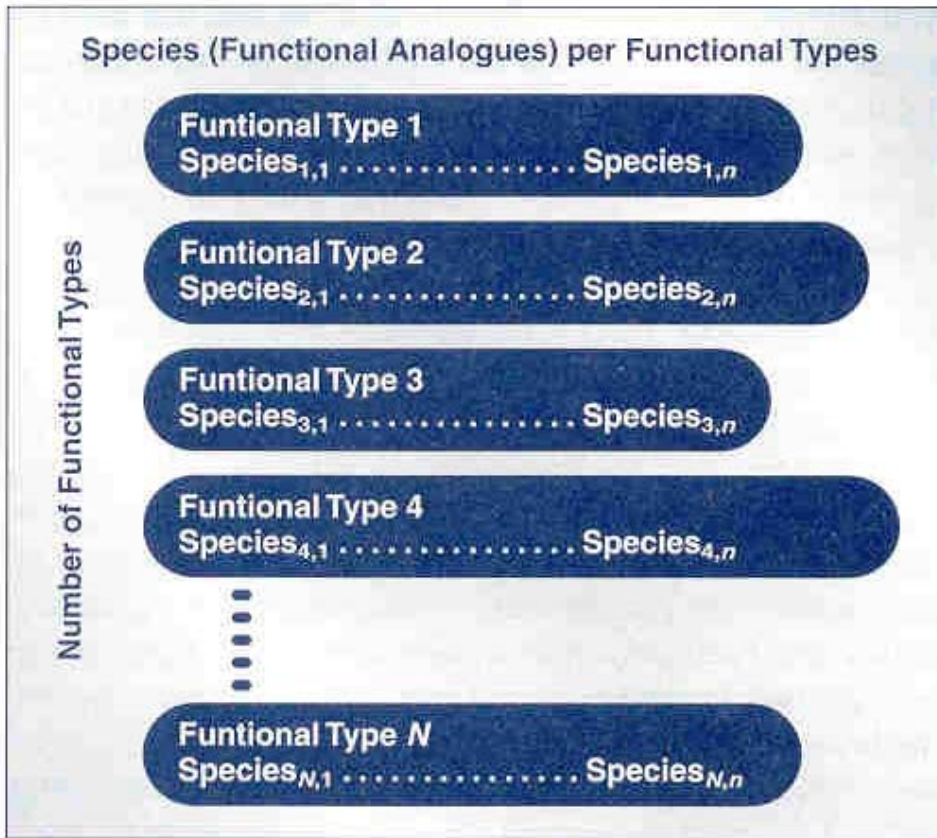 Species (Functional Analogues) per Functional Types
Number of Functional Types
Funtional Type 1
Species1,1 . . . . . . . . . . . . . . . Species1,n
Funtional Type 2
Species2,1 . . . . . . . . . . . . . . . Species2,n
Funtional Type 3
Species3,1 . . . . . . . . . . . . . . . Species3,n
Funtional Type 4
Species4,1 . . . . . . . . . . . . . . . Species4,n
Funtional Type N
SpeciesN,1 . . . . . . . . . . . . . . . SpeciesN,n